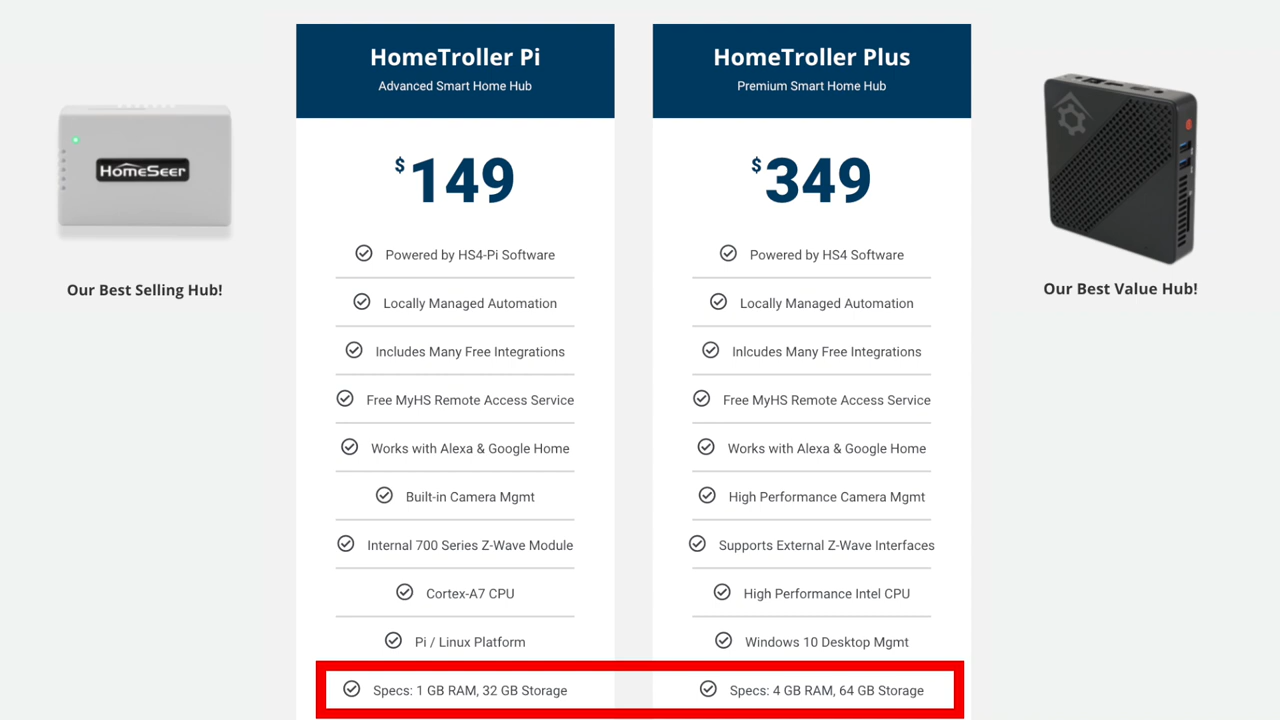 HomeTroller Pi
Advanced Smart Home Hub
$149
Powered by HS4-Pi Software
Locally Managed Automation
Includes Many Free Integrations
Free MyHS Remote Access Service
Works with Alexa & Google Home
Built-in Camera Mgmt
Internal 700 Series Z-Wave Module
Cortex-A7 CPU
Pi / Linux Platform
Specs: 1 GB RAM, 32 GB Storage
HomeTroller Plus
Premium Smart Home Hub
$349
Powered by HS4 Software
Locally Managed Automation
Inlcudes Many Free Integrations
Free MyHS Remote Access Service
Works with Alexa & Google Home
High Performance Camera Mgmt
Supports External Z-Wave Interfaces
High Performance Intel CPU
Windows 10 Desktop Mgmt
Specs: 4 GB RAM, 64 GB Storage
HomeSeer
Our Best Selling Hub!
Our Best Value Hub!